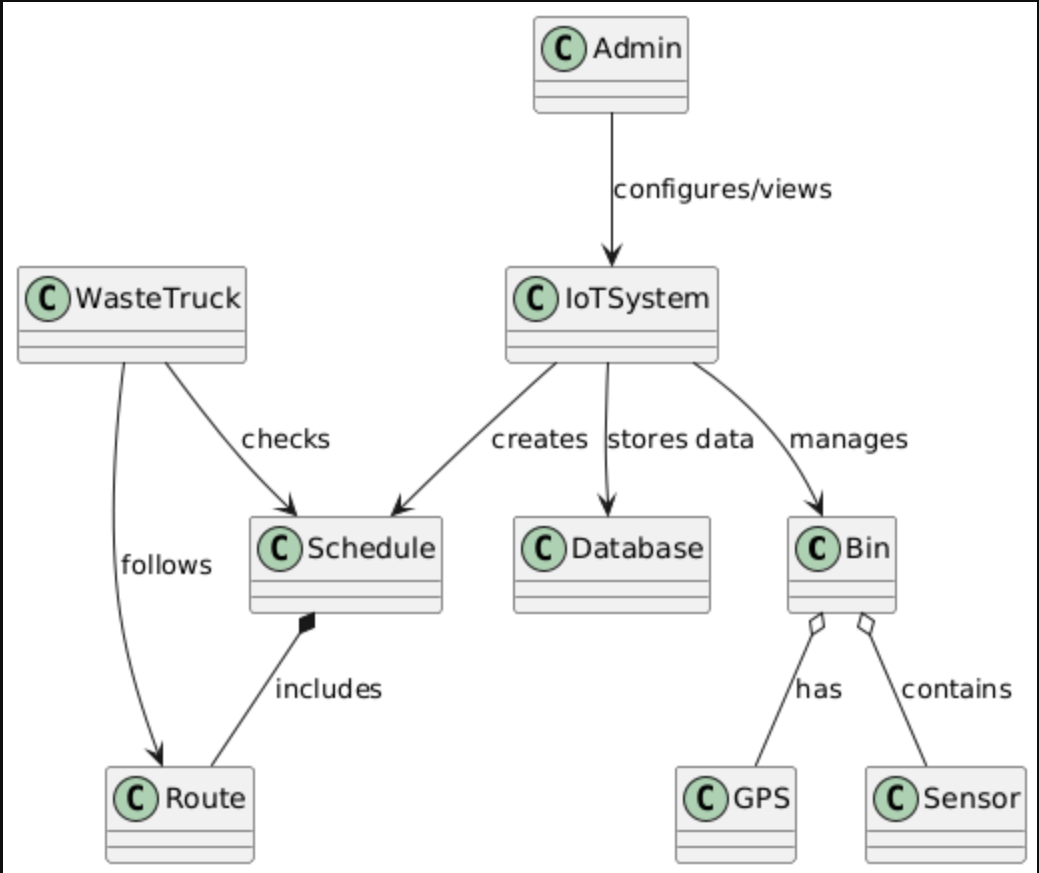 C Admin
configures/views
C WasteTruck
C IoTSystem
checks
creates
stores data
manages
C Schedule
C Database
C Bin
follows
includes
has
contains
C Route
C GPS
C Sensor